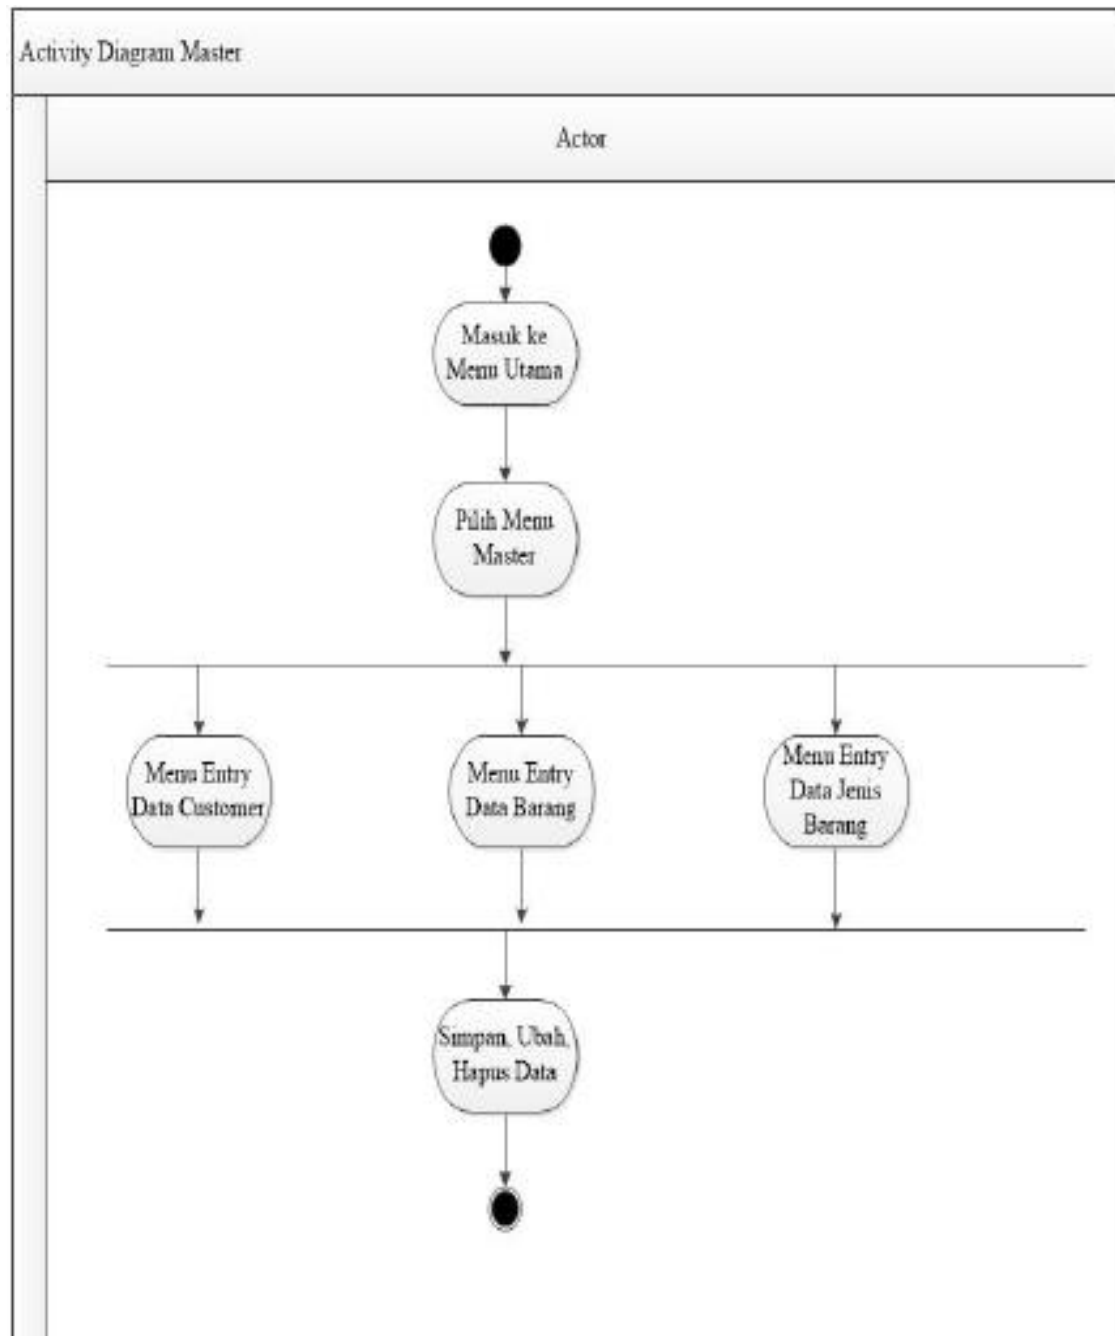 Activity Diagram Master
Actor
Masuk ke
Menu Utama
Pilih Menu
Master
Menu Entry
Data Customer
Menu Entry
Data Barang
Menu Entry
Data Jenis
Barang
Simpan, Ubah,
Hapus Data